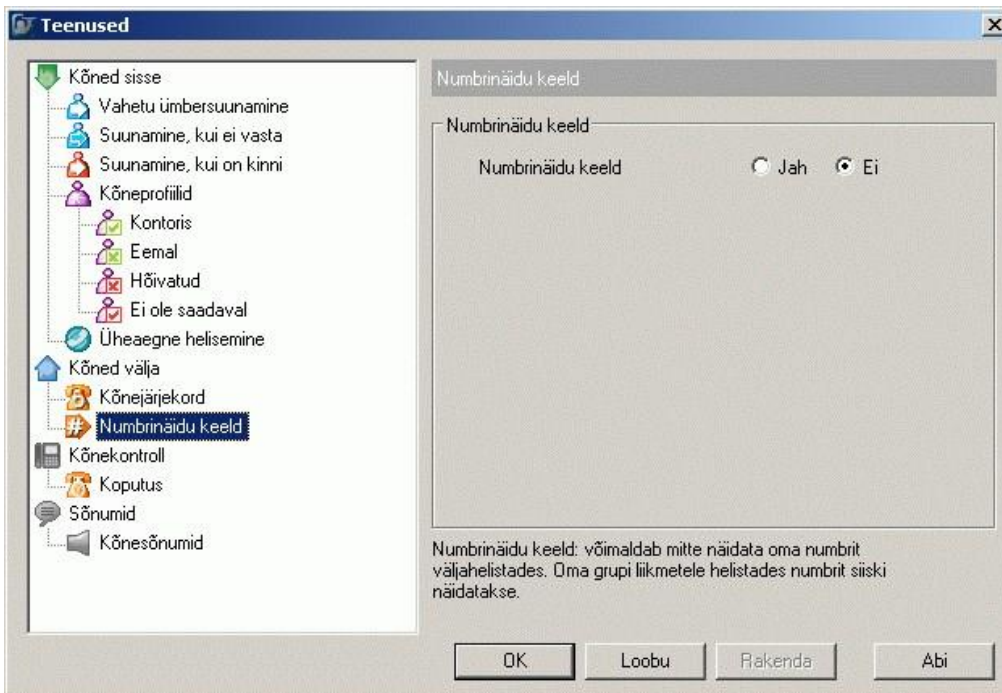 Teenused
Kõned sisse
Vahetu ümbersuunamine
Suunamine, kui ei vasta
Suunamine, kui on kinni
Kõneprofiilid
Kontoris
Eemal
Hõivatud
Ei ole saadaval
Üheaegne helisemine
Kõned välja
Kõnejärjekord
Numbrinäidu keeld
Kõnekontroll
Koputus
Sõnumid
Kõnesõnumid
Numbrinäidu keeld
Numbrinäidu keeld
Numbrinäidu keeld Jah Ei
Numbrinäidu keeld: võimaldab mitte näidata oma numbrit
väljahelistades. Oma grupi liikmetele helistades numbrit siiski
näidatakse.
OK Loobu Rakenda Abi